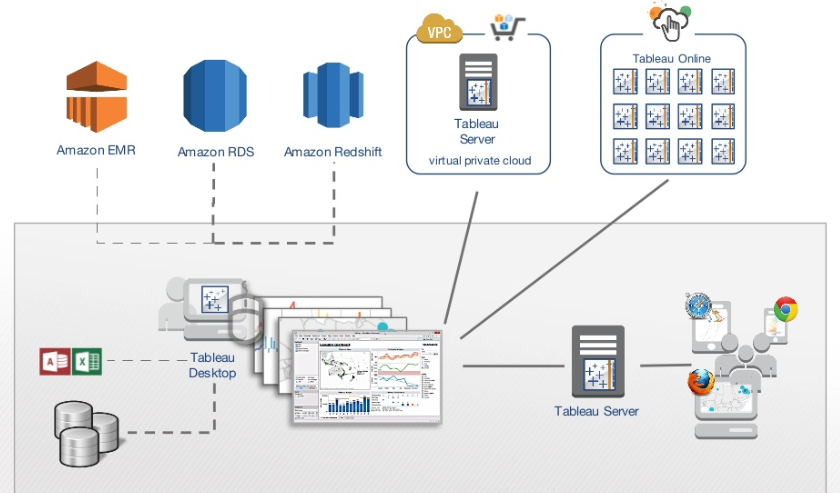 VPC
Tableau Online
Tableau
Server
virtual private cloud
Amazon EMR
Amazon RDS
Amazon Redshift
Tableau
Desktop
Tableau Server